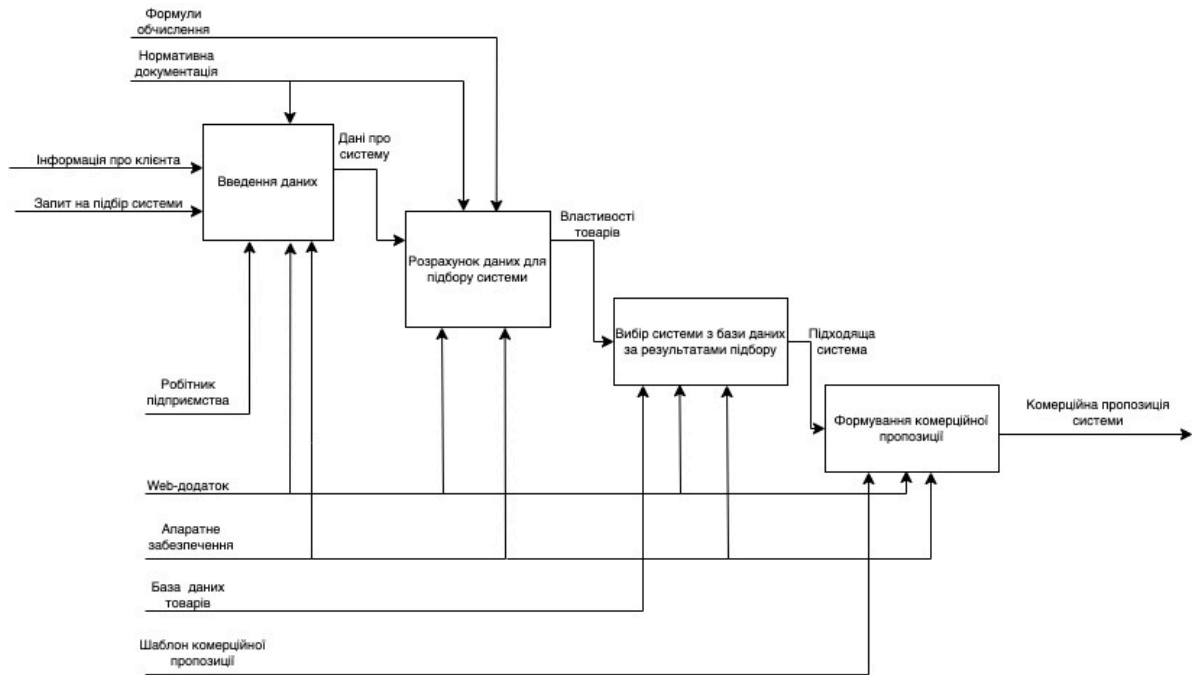 Формули
обчислення
Нормативна
документація
Дані про
систему
Інформація про клієнта
Введення даних
Запит на підбір системи
Властивості
товарів
Розрахунок даних для
підбору системи
Вибір системи з бази даних
за результатами підбору
Підходяща
система
Робітник
підприємства
Комерційна пропозиція
системи
Формування комерційної
пропозиції
Web-додаток
Апаратне
забезпечення
База даних
товарів
Шаблон комерційної
пропозиції